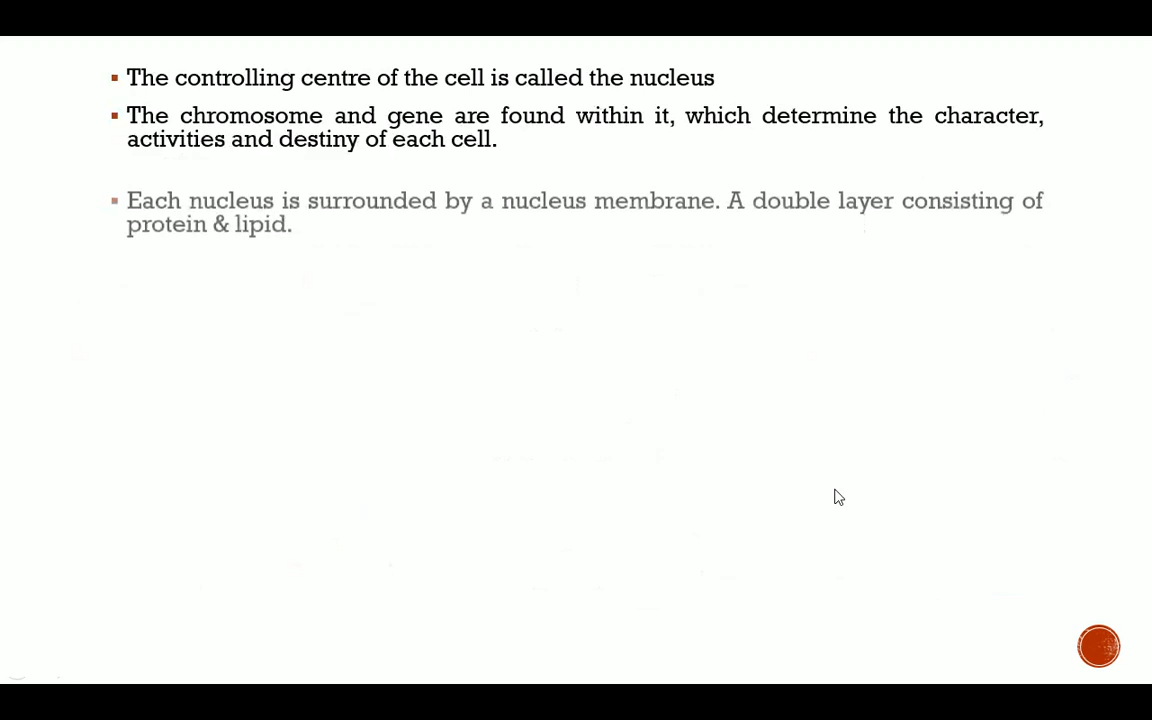 ▪ The controlling centre of the cell is called the nucleus
▪ The chromosome and gene are found within it, which determine the character,
activities and destiny of each cell.
▪ Each nucleus is surrounded by a nucleus membrane. A double layer consisting of
protein & lipid.